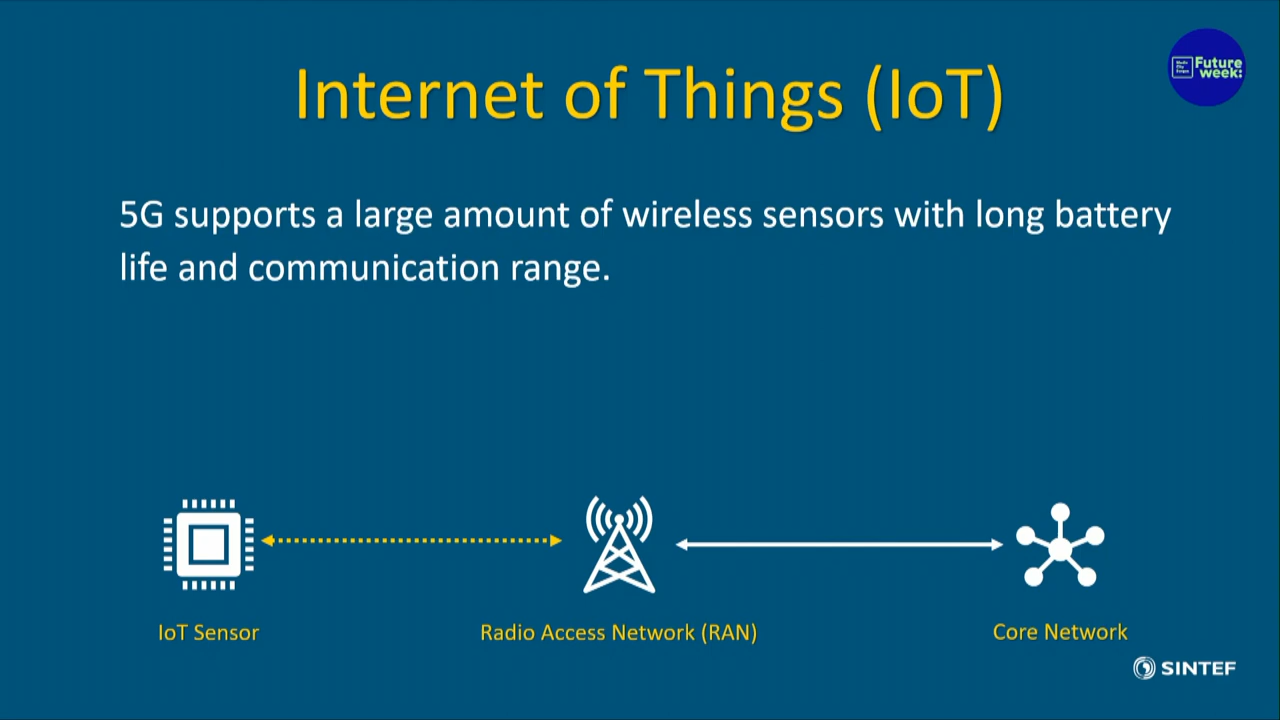 Internet of Things (IoT)
Future
week:
5G supports a large amount of wireless sensors with long battery
life and communication range.
IoT Sensor
Radio Access Network (RAN)
Core Network
SINTEF